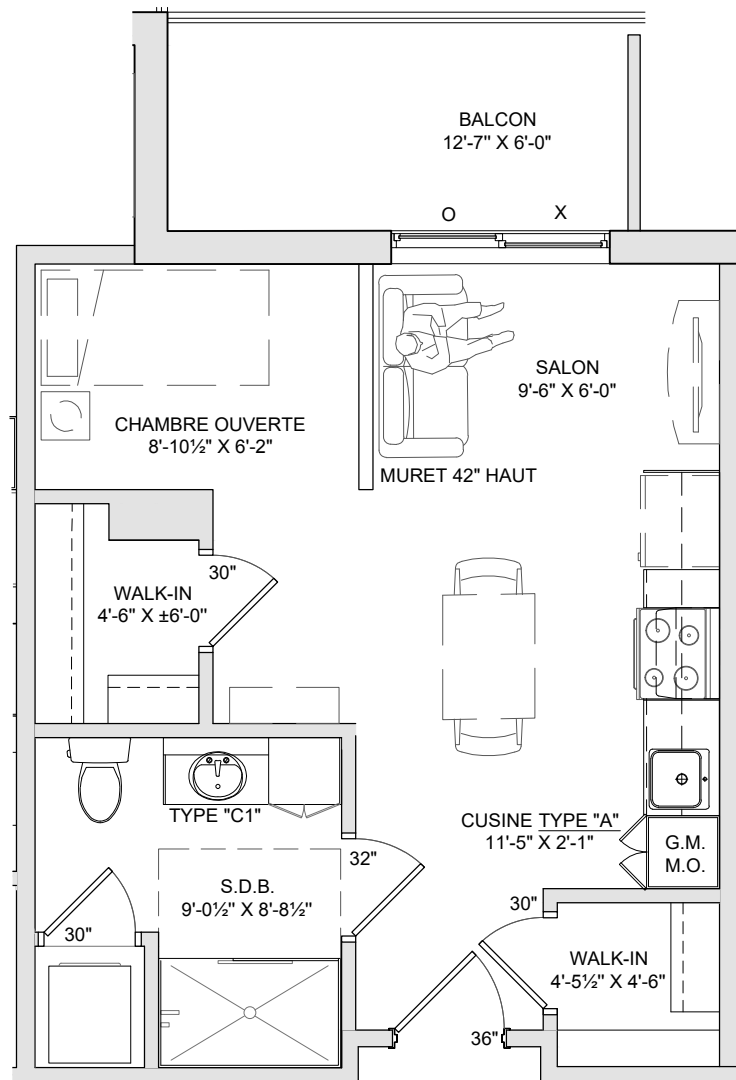 BALCON
12'-7" X 6'-0"
O
X
SALON
9'-6" X 6'-0"
CHAMBRE OUVERTE
8'-10½" X 6'-2"
MURET 42" HAUT
30"
WALK-IN
4'-6" X ±6'-0"
TYPE "C1"
CUSINE TYPE "A"
11'-5" X 2'-1"
G.M.
M.O.
32"
S.D.B.
9'-0½" X 8'-8½"
30"
30"
WALK-IN
4'-5½" X 4'-6"
36"